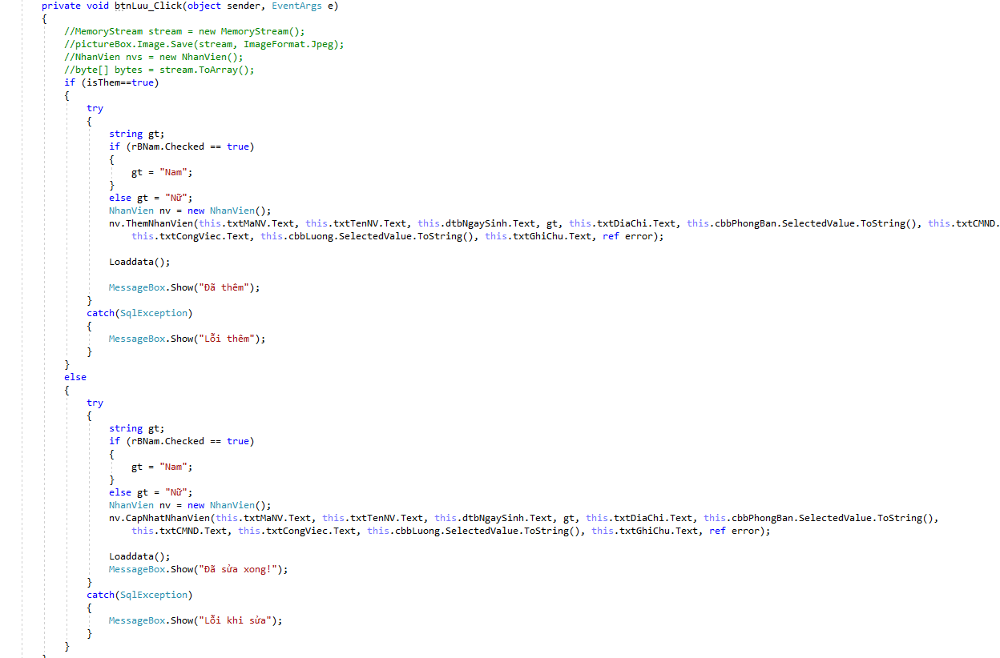 private void btnLuu_Click(object sender, EventArgs e)
{
//MemoryStream stream = new MemoryStream();
//pictureBox.Image.Save(stream, ImageFormat.Jpeg);
//NhanVien nvs = new NhanVien();
//byte[] bytes = stream.ToArray();
if (isThem==true)
{
try
{
string gt;
if (rBNam.Checked == true)
{
gt = "Nam";
}
else gt = "Nữ";
NhanVien nv = new NhanVien();
nv.ThemNhanVien(this.txtMaNV.Text, this.txtTenNV.Text, this.dtbNgaySinh.Text, gt, this.txtDiaChi.Text, this.cbbPhongBan.SelectedValue.ToString(), this.txtCMND.
this.txtCongViec.Text, this.cbbLuong.SelectedValue.ToString(), this.txtGhiChu.Text, ref error);
Loaddata();
MessageBox.Show("Đã thêm");
}
catch(SqlException)
{
MessageBox.Show("Lỗi thêm");
}
}
else
{
try
{
string gt;
if (rBNam.Checked == true)
{
gt = "Nam";
}
else gt = "Nữ";
NhanVien nv = new NhanVien();
nv.CapNhatNhanVien(this.txtMaNV.Text, this.txtTenNV.Text, this.dtbNgaySinh.Text, gt, this.txtDiaChi.Text, this.cbbPhongBan.SelectedValue.ToString(),
this.txtCMND.Text, this.txtCongViec.Text, this.cbbLuong.SelectedValue.ToString(), this.txtGhiChu.Text, ref error);
Loaddata();
MessageBox.Show("Đã sửa xong!");
}
catch(SqlException)
{
MessageBox.Show("Lỗi khi sửa");
}
}